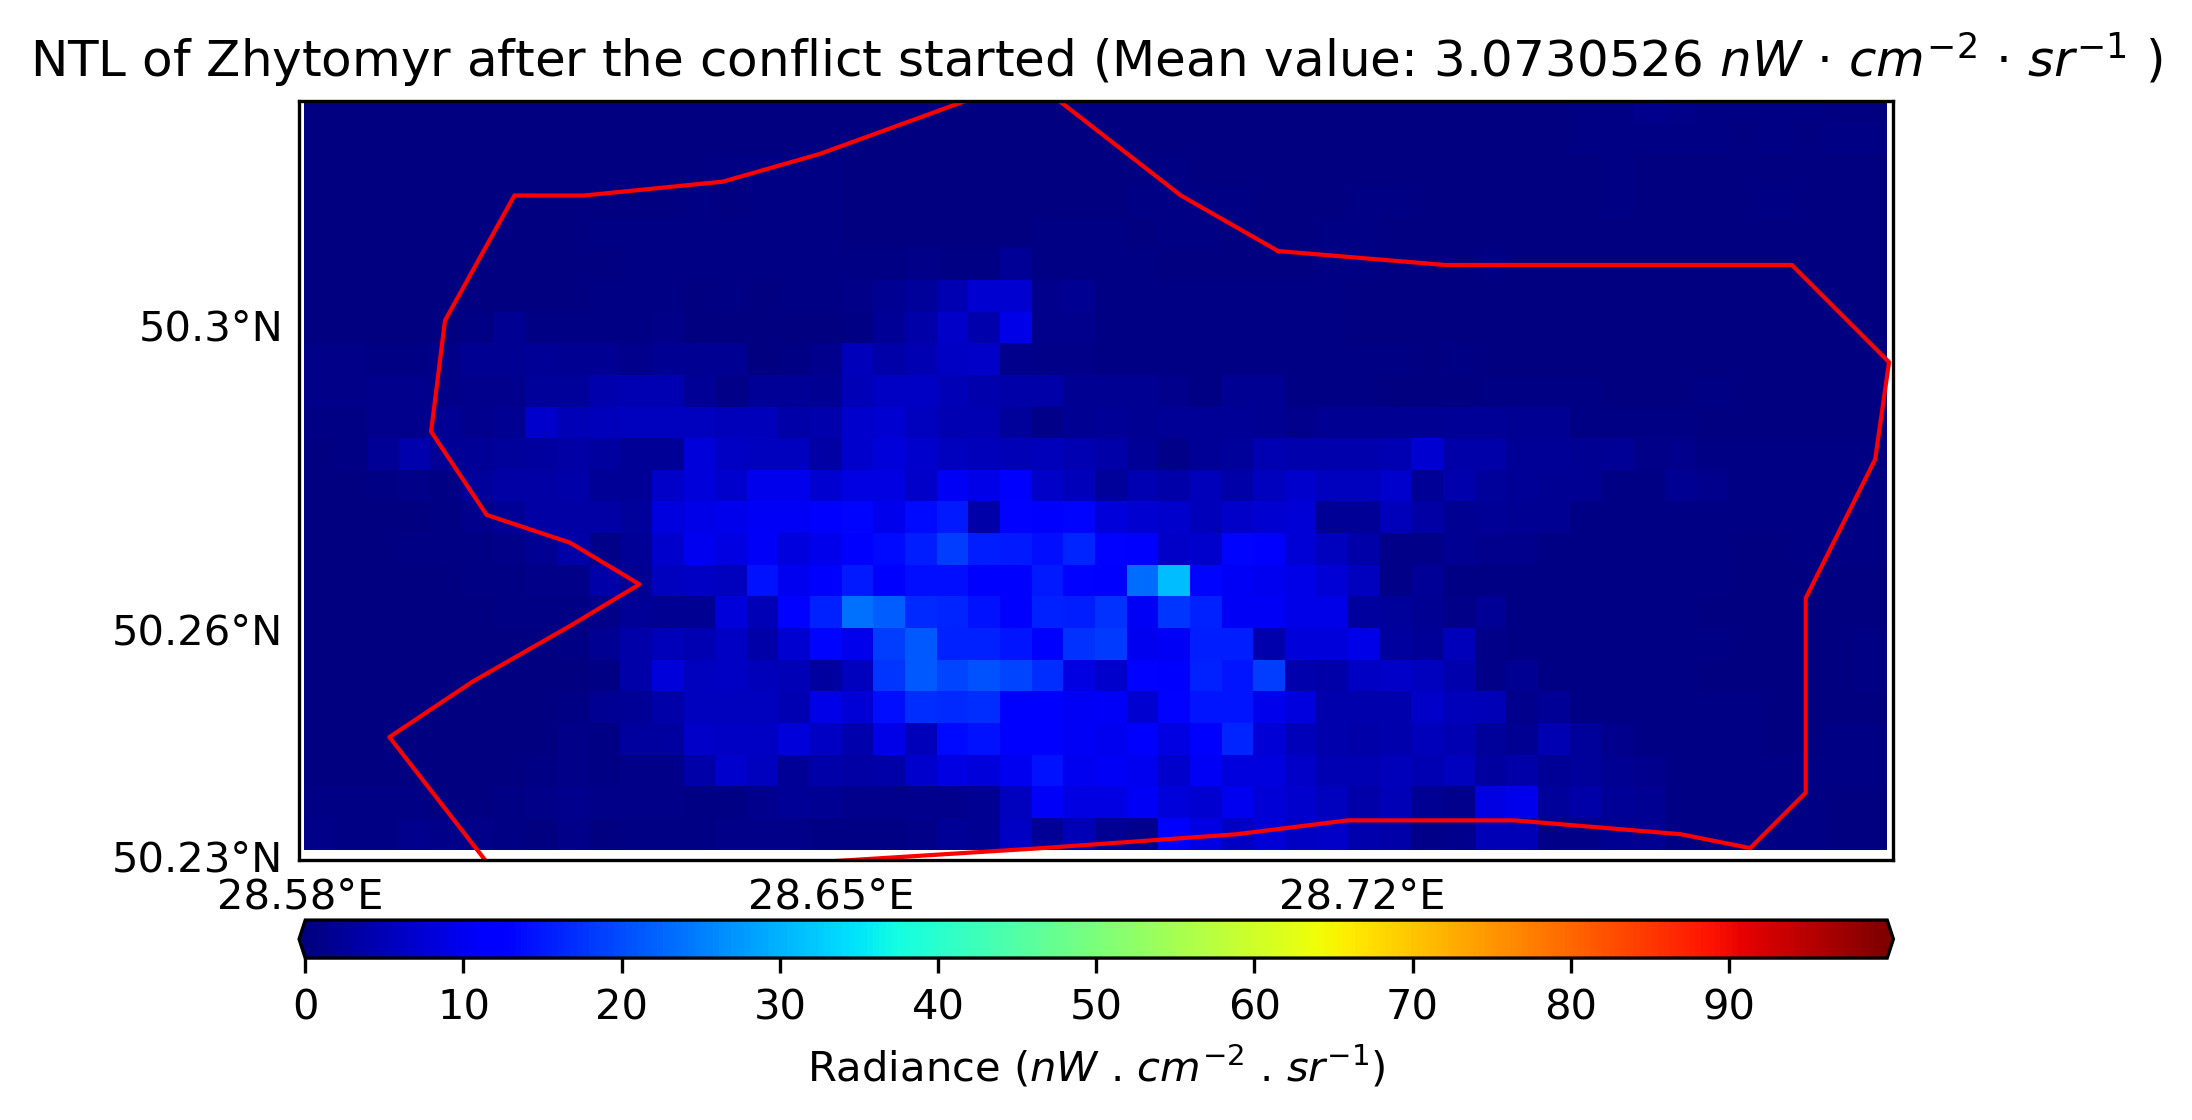 NTL of Zhytomyr after the conflict started (Mean value: 3.0730526 nW · cm⁻² · sr⁻¹ )
50.3°N
50.26°N
50.23°N
28.58°E 28.65°E 28.72°E
0 10 20 30 40 50 60 70 80 90
Radiance (nW . cm⁻² . sr⁻¹)